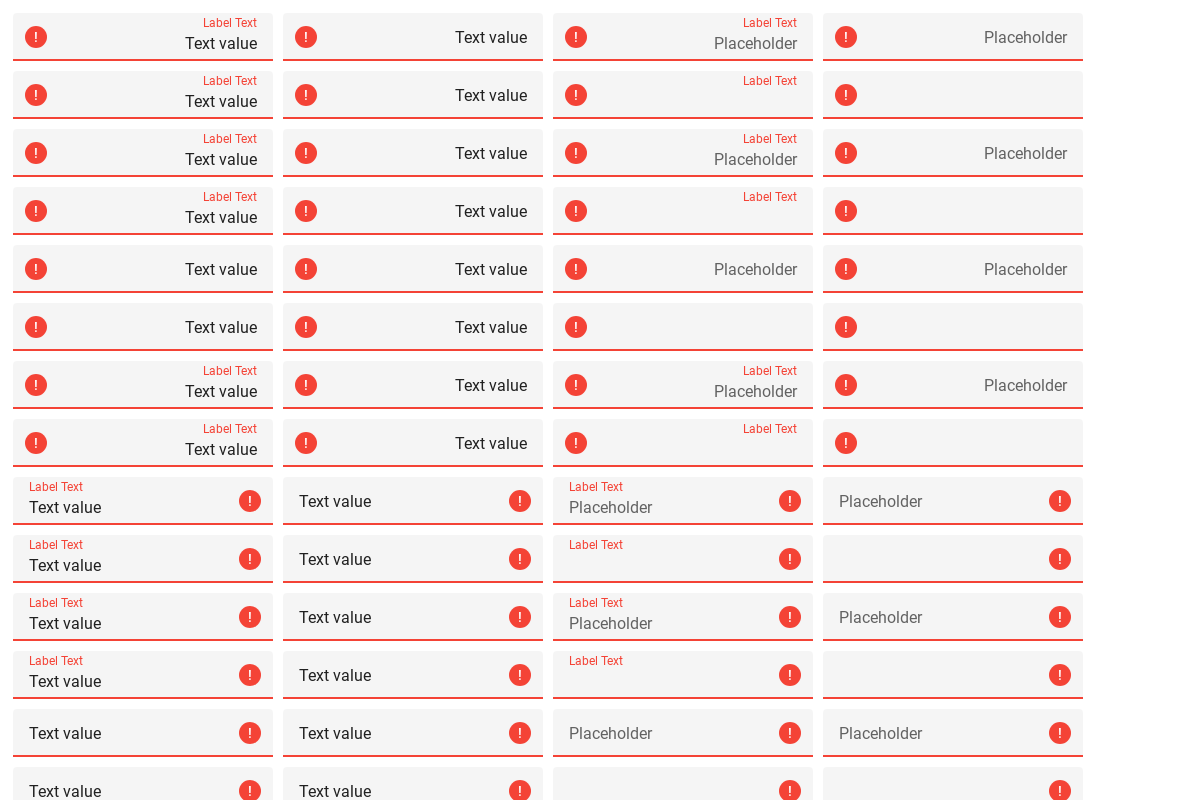 ! Label Text ! ! Label Text !
Text value Text value Placeholder Placeholder
! Label Text ! ! Label Text !
Text value Text value
! Label Text ! ! Label Text !
Text value Text value Placeholder Placeholder
! Label Text ! ! Label Text !
Text value Text value
! Text value ! Text value ! Placeholder ! Placeholder
! Text value ! Text value ! !
! Label Text ! ! Label Text !
Text value Text value Placeholder Placeholder
! Label Text ! ! Label Text !
Text value Text value
Label Text ! ! Label Text ! !
Text value Text value Placeholder Placeholder
Label Text ! ! Label Text ! !
Text value Text value
Label Text ! ! Label Text ! !
Text value Text value Placeholder Placeholder
Label Text ! ! Label Text ! !
Text value Text value
Text value ! Text value ! Placeholder ! Placeholder !
Text value ! Text value ! ! !